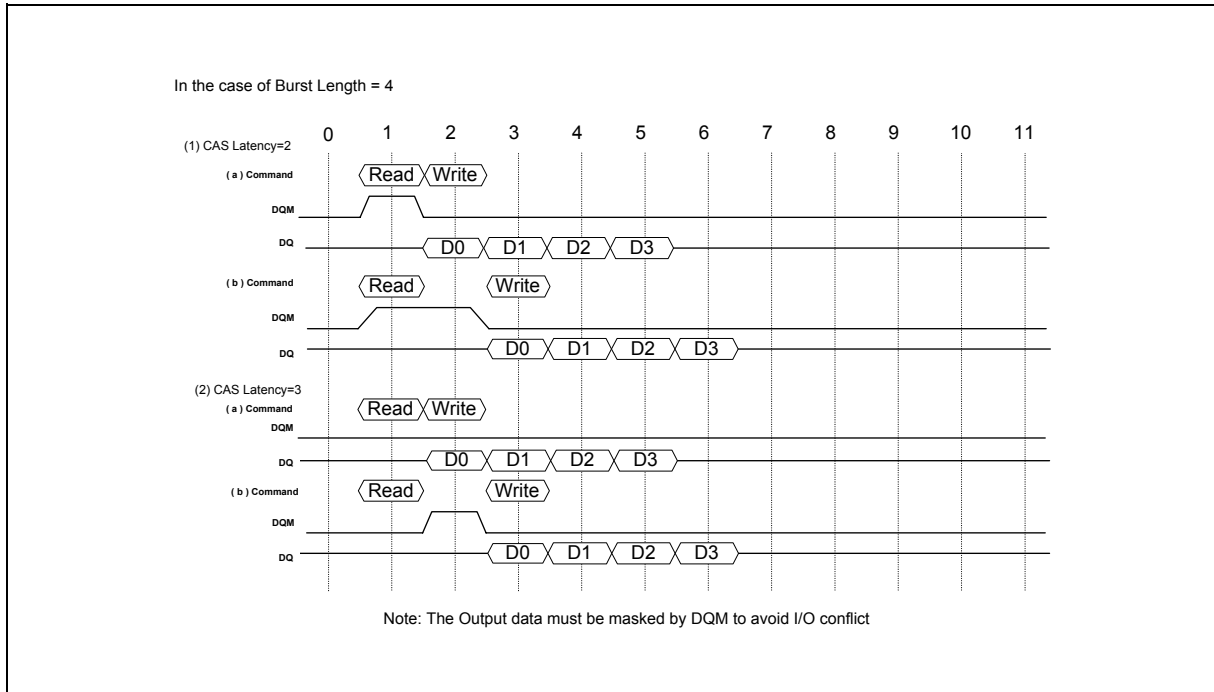 In the case of Burst Length = 4
0 1 2 3 4 5 6 7 8 9 10 11
(1) CAS Latency=2
( a ) Command Read Write
DQM
DQ D0 D1 D2 D3
( b ) Command Read Write
DQM
DQ D0 D1 D2 D3
(2) CAS Latency=3
( a ) Command Read Write
DQM
DQ D0 D1 D2 D3
( b ) Command Read Write
DQM
DQ D0 D1 D2 D3
Note: The Output data must be masked by DQM to avoid I/O conflict